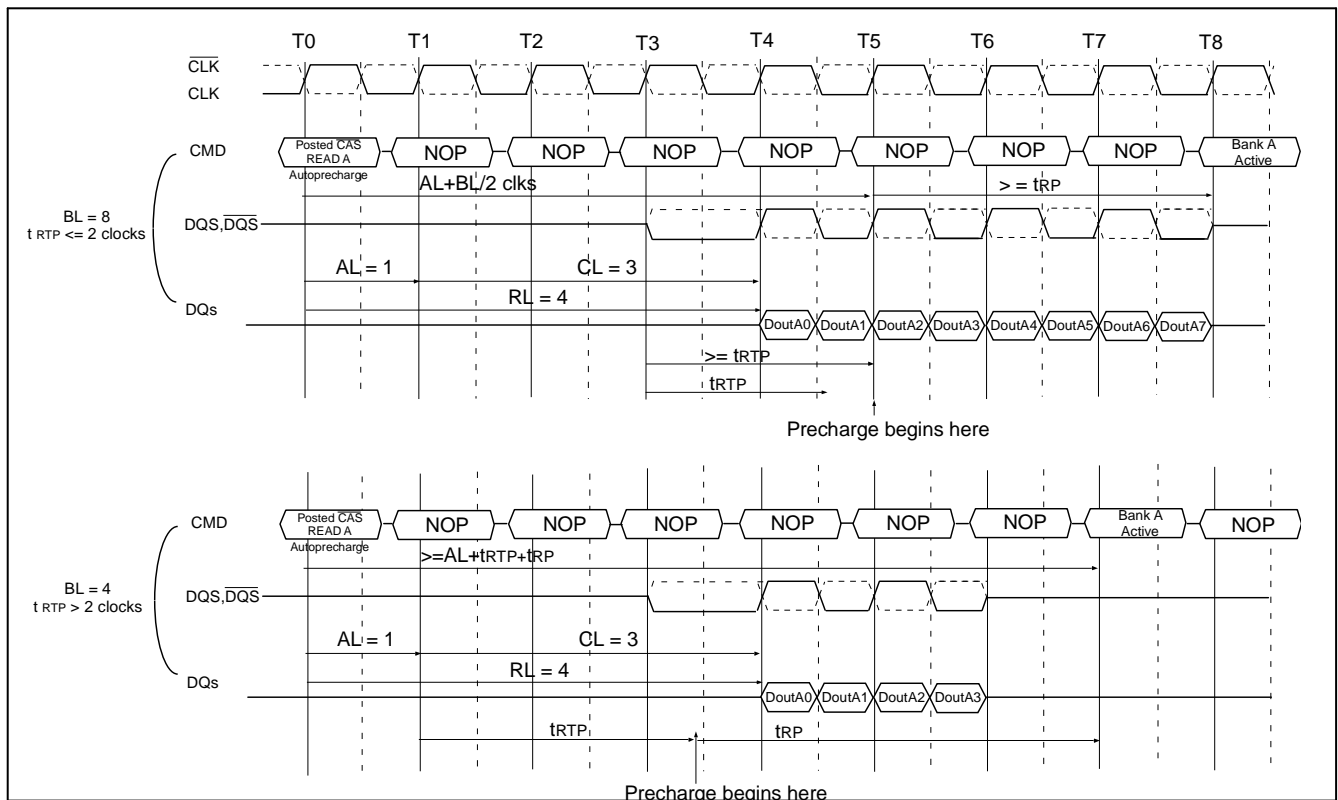 T0 T1 T2 T3 T4 T5 T6 T7 T8
CLK
CLK
CMD
Posted CAS
READ A
Autoprecharge
NOP NOP NOP NOP NOP NOP NOP
Bank A
Active
AL+BL/2 clks
> = tRP
BL = 8
t RTP <= 2 clocks
DQS,DQS
AL = 1
CL = 3
RL = 4
DQs
DoutA0 DoutA1 DoutA2 DoutA3 DoutA4 DoutA5 DoutA6 DoutA7
>= tRTP
tRTP
Precharge begins here
CMD
Posted CAS
READ A
Autoprecharge
NOP NOP NOP NOP NOP NOP
Bank A
Active
NOP
>=AL+tRTP+tRP
BL = 4
t RTP > 2 clocks
DQS,DQS
AL = 1
CL = 3
RL = 4
DQs
DoutA0 DoutA1 DoutA2 DoutA3
tRTP
tRP
Precharge begins here